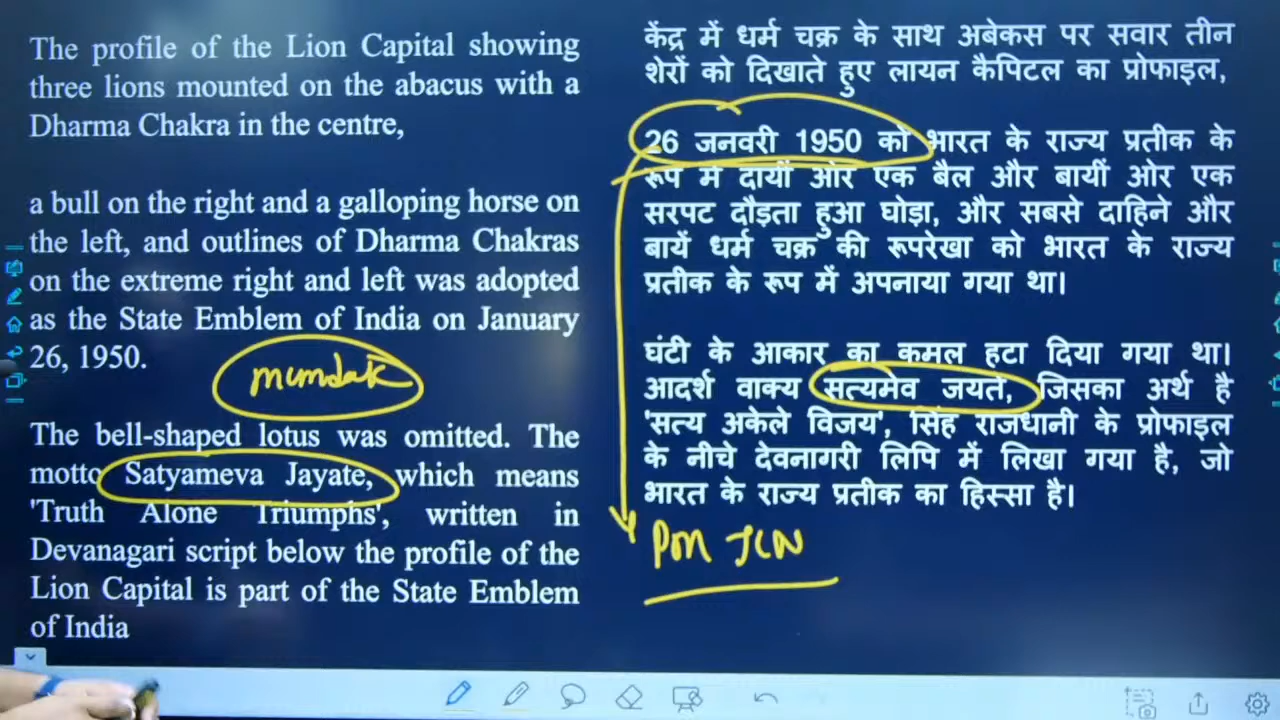 The profile of the Lion Capital showing
three lions mounted on the abacus with a
Dharma Chakra in the centre,
a bull on the right and a galloping horse on
the left, and outlines of Dharma Chakras
on the extreme right and left was adopted
as the State Emblem of India on January
26, 1950.
mundak
The bell-shaped lotus was omitted. The
motto Satyameva Jayate, which means
'Truth Alone Triumphs', written in
Devanagari script below the profile of the
Lion Capital is part of the State Emblem
of India
केंद्र में धर्म चक्र के साथ अबेकस पर सवार तीन
शेरों को दिखाते हुए लायन कैपिटल का प्रोफाइल,
26 जनवरी 1950 को भारत के राज्य प्रतीक के
रूप में दायीं ओर एक बैल और बायीं ओर एक
सरपट दौड़ता हुआ घोड़ा, और सबसे दाहिने और
बायें धर्म चक्र की रूपरेखा को भारत के राज्य
प्रतीक के रूप में अपनाया गया था।
घंटी के आकार का कमल हटा दिया गया था।
आदर्श वाक्य सत्यमेव जयते, जिसका अर्थ है
'सत्य अकेले विजय', सिंह राजधानी के प्रोफाइल
के नीचे देवनागरी लिपि में लिखा गया है, जो
भारत के राज्य प्रतीक का हिस्सा है।
Pm JLN